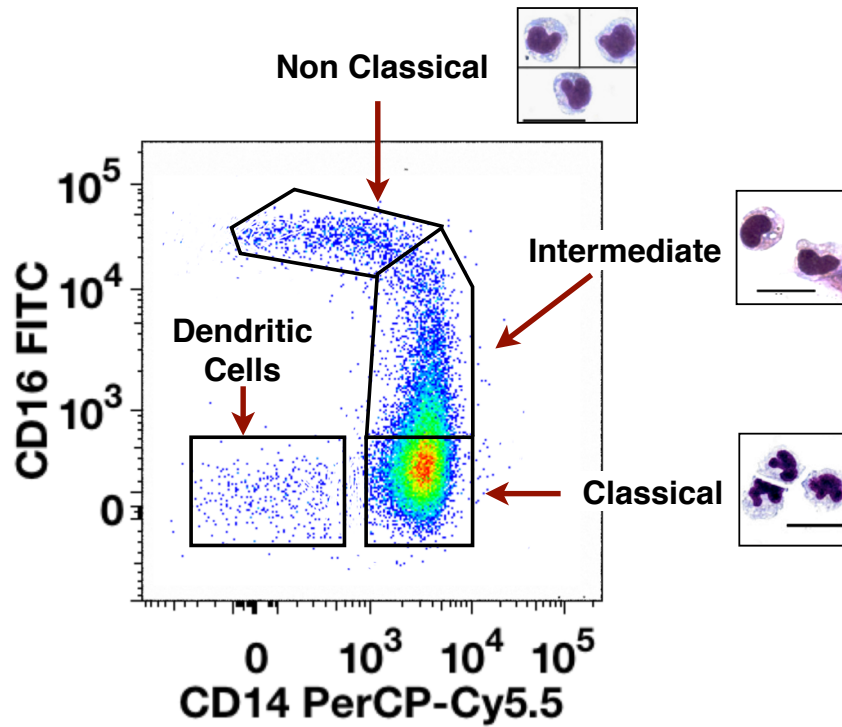 Non Classical
10^5
Intermediate
10^4
Dendritic
Cells
10^3
Classical
0
CD16 FITC
0 10^3 10^4 10^5
CD14 PerCP-Cy5.5